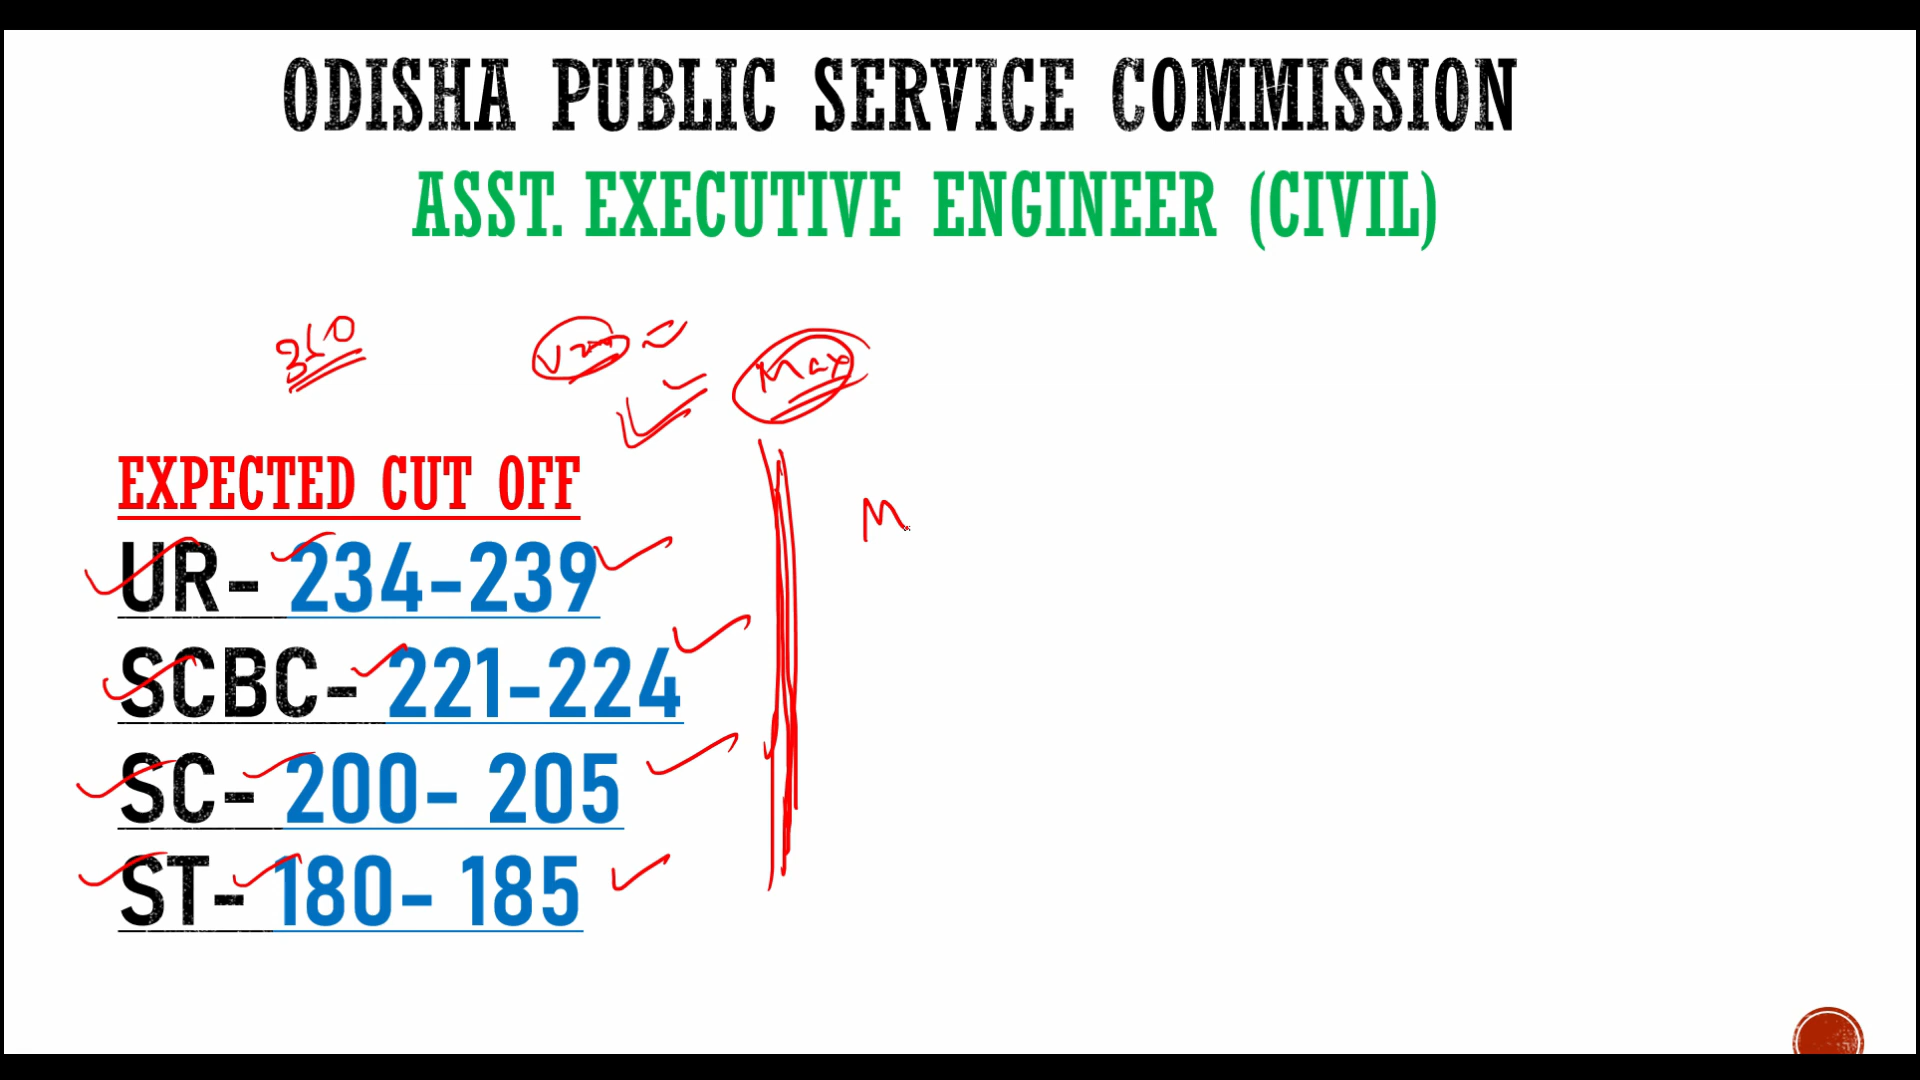 ODISHA PUBLIC SERVICE COMMISSION
ASST. EXECUTIVE ENGINEER (CIVIL)
Max
EXPECTED CUT OFF
M
UR- 234-239
SCBC- 221-224
SC- 200- 205
ST- 180- 185